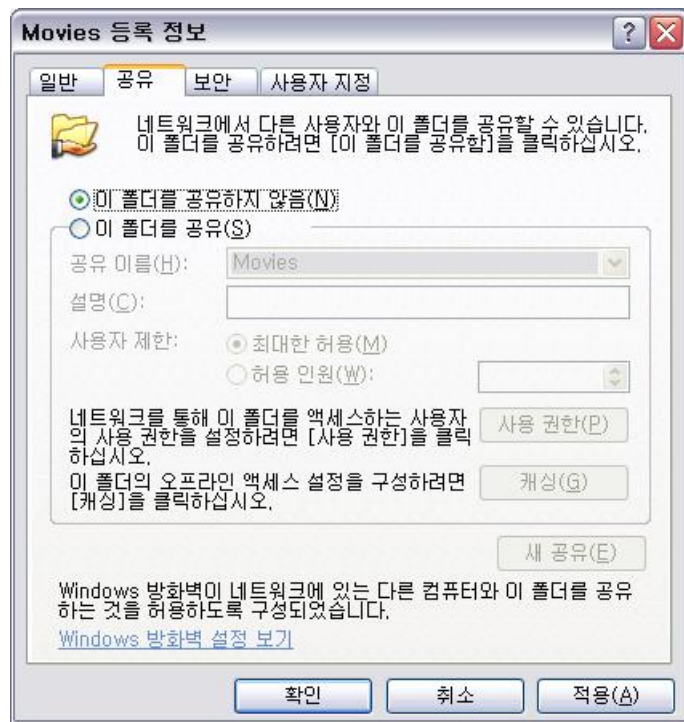 Movies 등록 정보
일반 공유 보안 사용자 지정
네트워크에서 다른 사용자와 이 폴더를 공유할 수 있습니다.
이 폴더를 공유하려면 [이 폴더를 공유함]을 클릭하십시오.
이 폴더를 공유하지 않음(N)
이 폴더를 공유(S)
공유 이름(H): Movies
설명(C):
사용자 제한: 최대한 허용(M)
허용 인원(W):
네트워크를 통해 이 폴더를 액세스하는 사용자
의 사용 권한을 설정하려면 [사용 권한]을 클릭
하십시오.
사용 권한(P)
이 폴더의 오프라인 액세스 설정을 구성하려면
[캐싱]을 클릭하십시오.
캐싱(G)
새 공유(E)
Windows 방화벽이 네트워크에 있는 다른 컴퓨터와 이 폴더를 공유
하는 것을 허용하도록 구성되었습니다.
Windows 방화벽 설정 보기
확인 취소 적용(A)